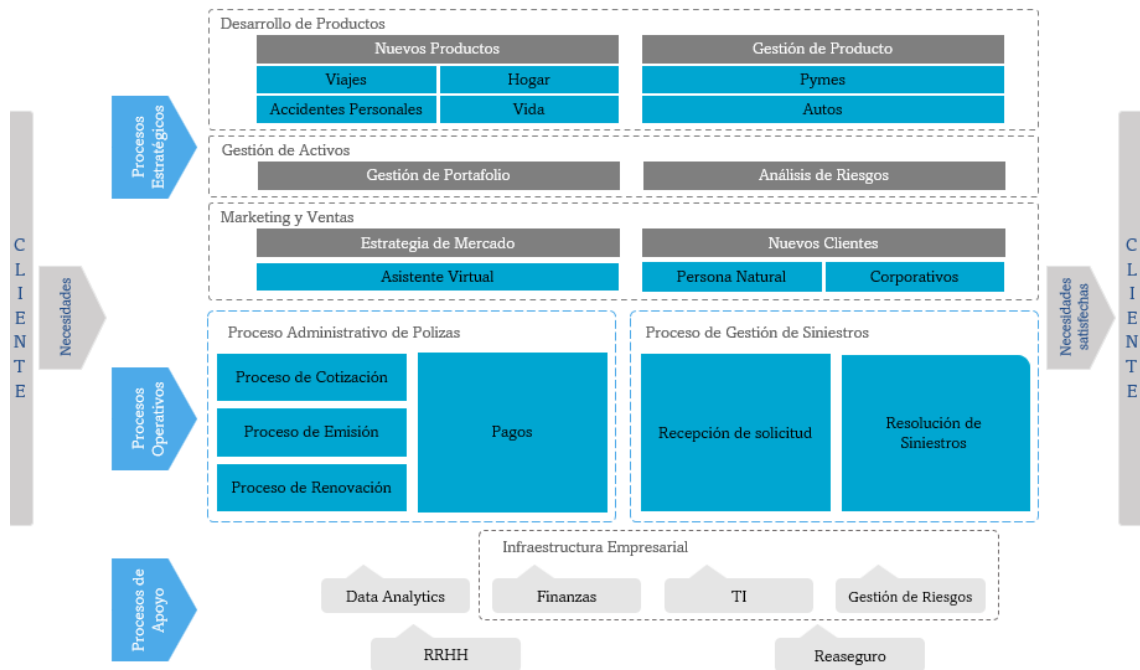 Desarrollo de Productos
Nuevos Productos
Gestión de Producto
Viajes
Hogar
Pymes
Accidentes Personales
Vida
Autos
Procesos
Estratégicos
Gestión de Activos
Gestión de Portafolio
Análisis de Riesgos
Marketing y Ventas
Estrategia de Mercado
Nuevos Clientes
Asistente Virtual
Persona Natural
Corporativos
CLIENTE
Necesidades
Necesidades
satisfechas
CLIENTE
Proceso Administrativo de Polizas
Proceso de Gestión de Siniestros
Procesos
Operativos
Proceso de Cotización
Proceso de Emisión
Proceso de Renovación
Pagos
Recepción de solicitud
Resolución de
Siniestros
Infraestructura Empresarial
Procesos de
Apoyo
Data Analytics
Finanzas
TI
Gestión de Riesgos
RRHH
Reaseguro